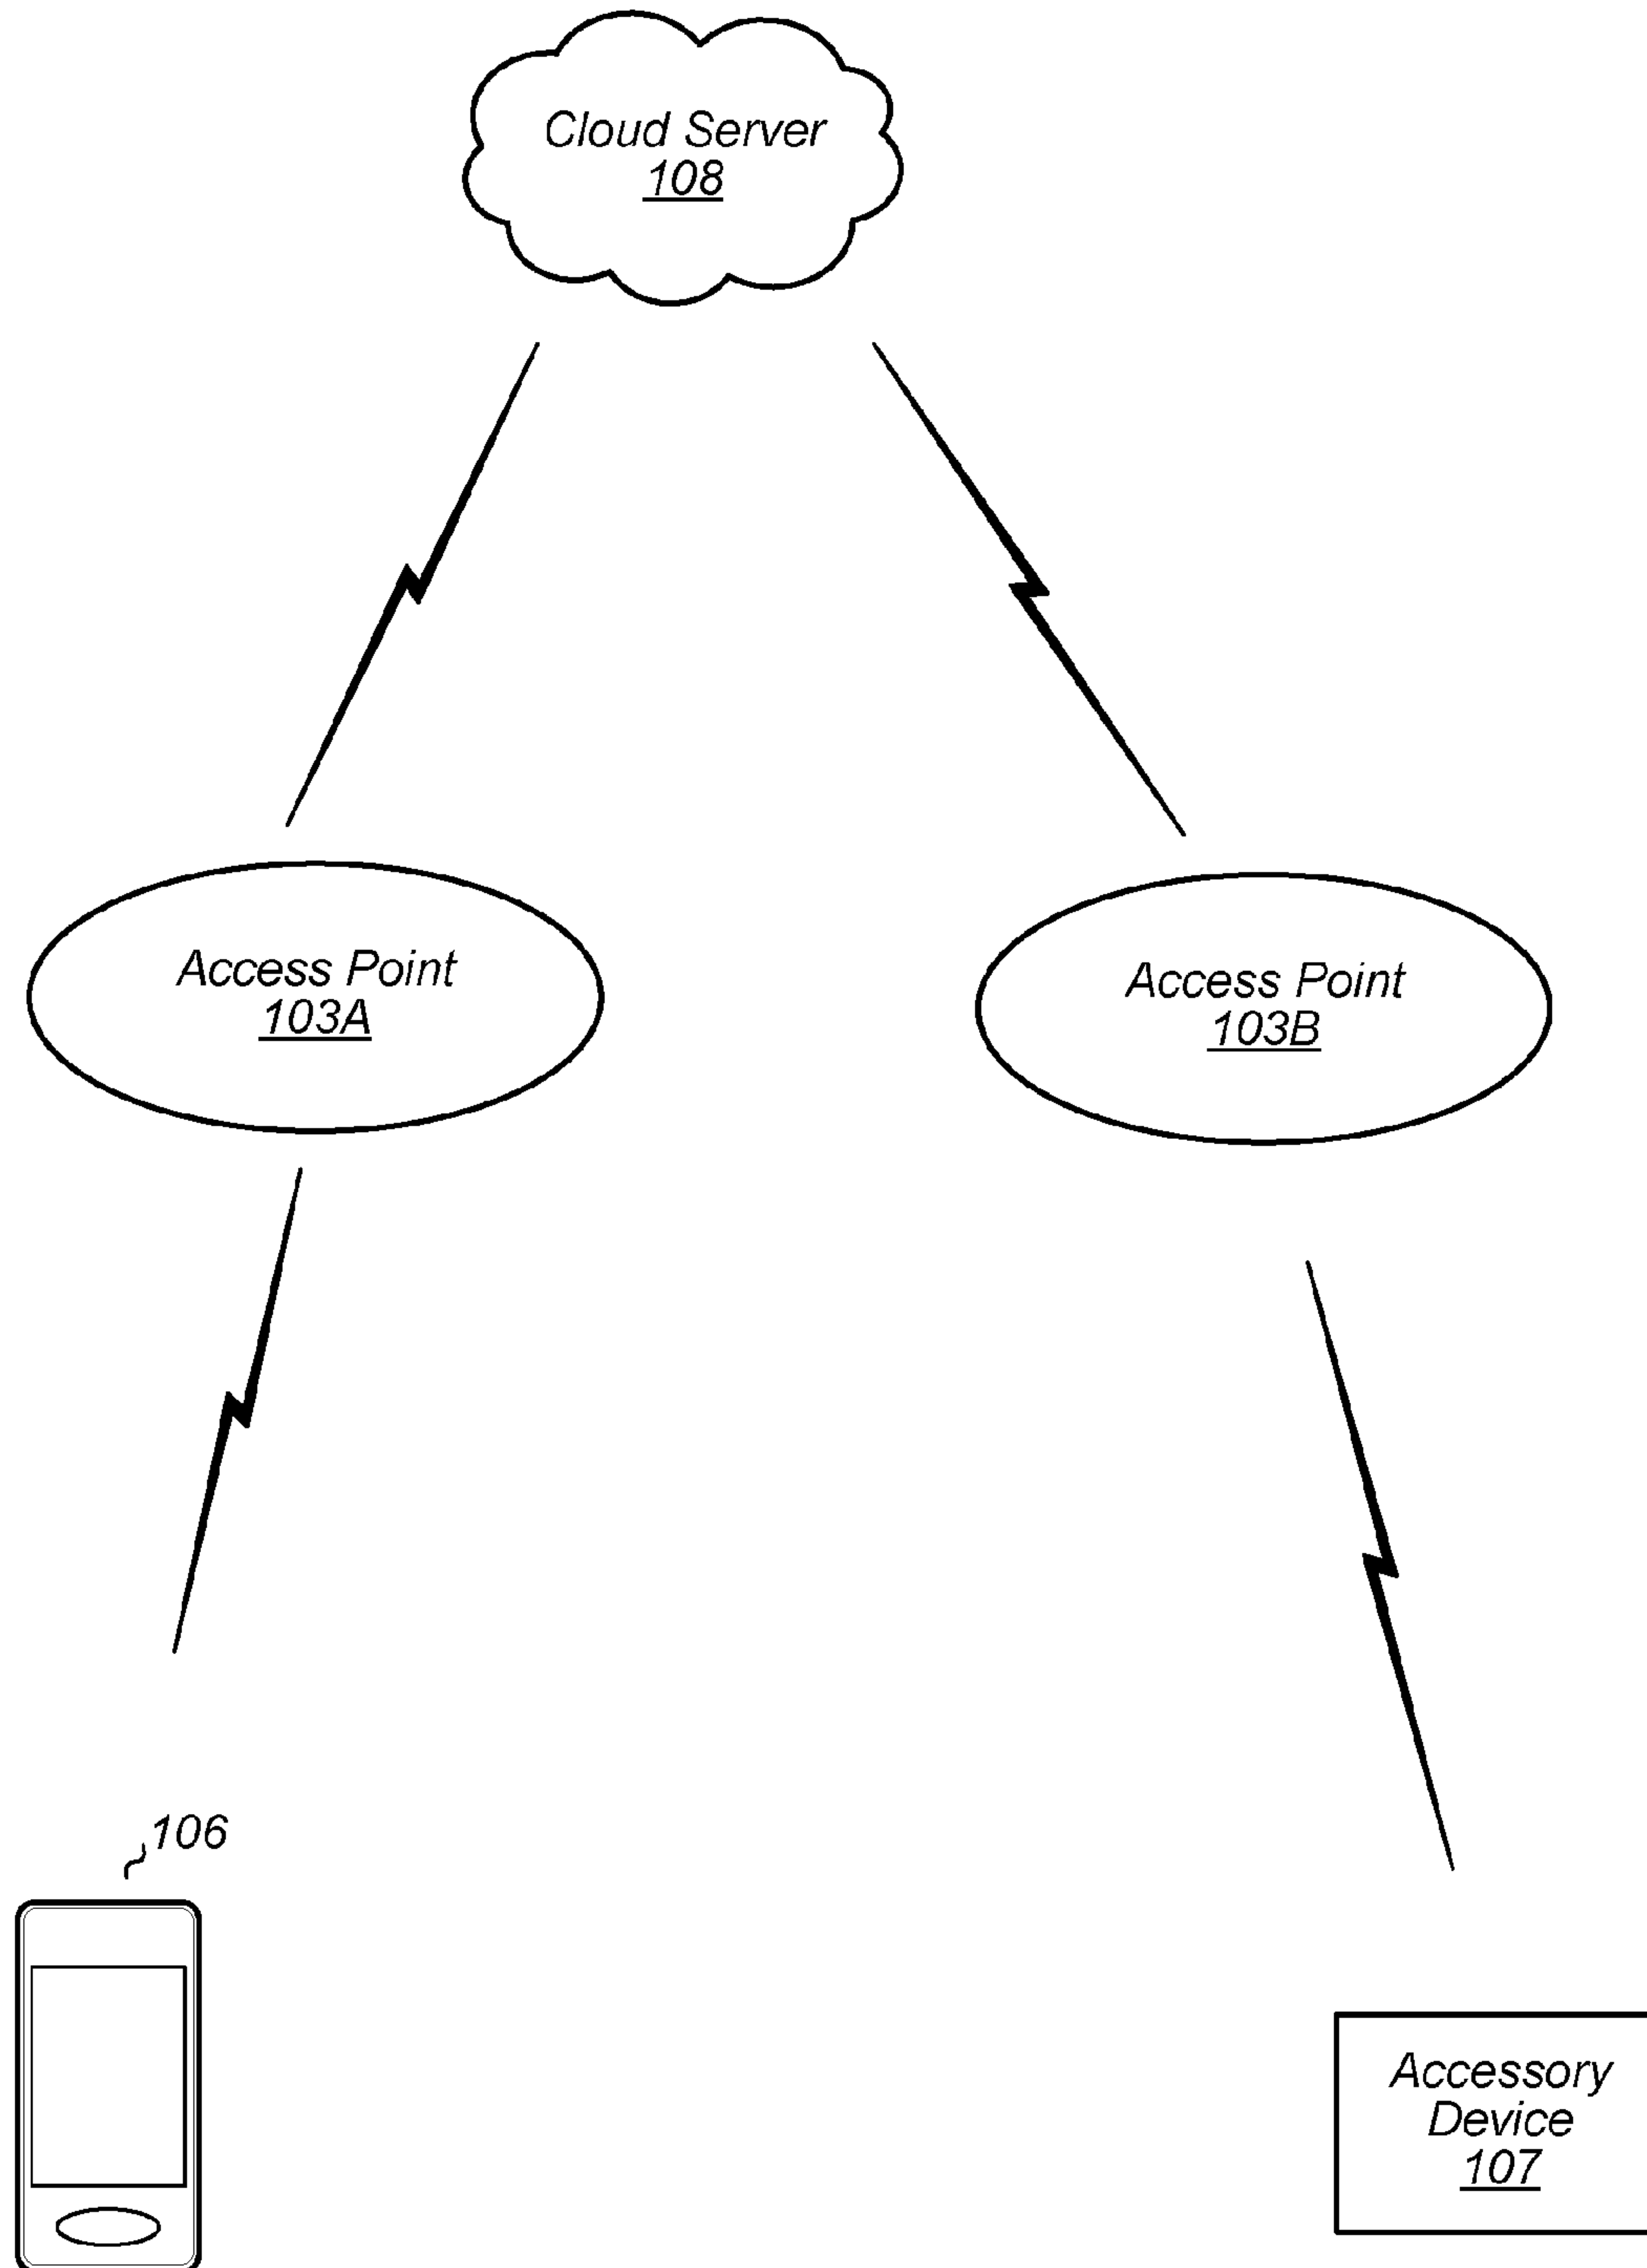 Cloud Server
108
Access Point
103A
Access Point
103B
106
Accessory
Device
107